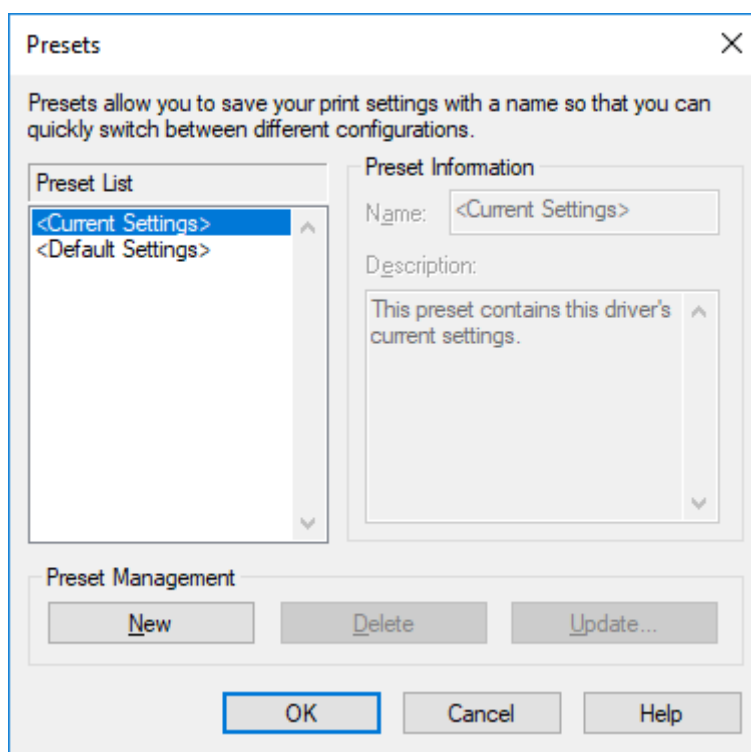 Presets
Presets allow you to save your print settings with a name so that you can
quickly switch between different configurations.
Preset List
<Current Settings>
<Default Settings>
Preset Information
Name: <Current Settings>
Description:
This preset contains this driver's
current settings.
Preset Management
New Delete Update...
OK Cancel Help